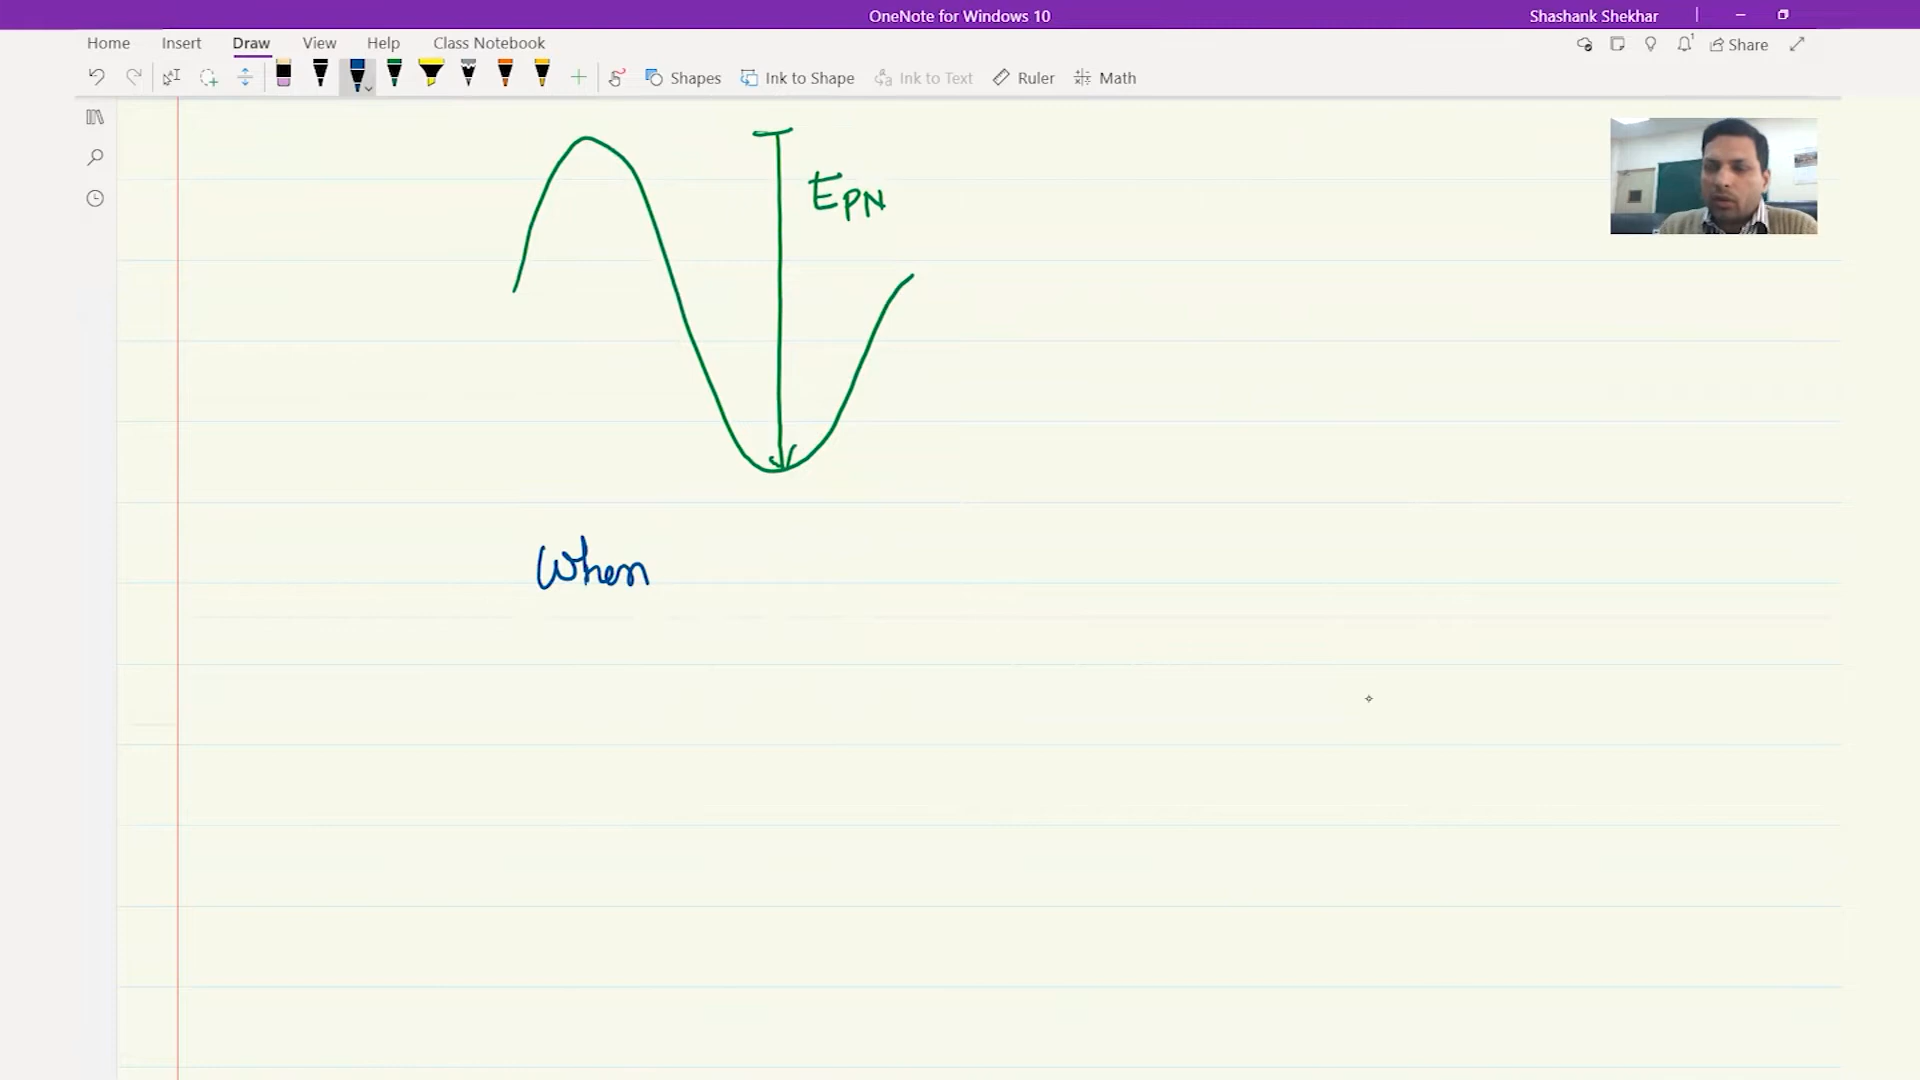 OneNote for Windows 10
Shashank Shekhar
Home Insert Draw View Help Class Notebook
Share
Shapes Ink to Shape Ink to Text Ruler Math
EPN
When